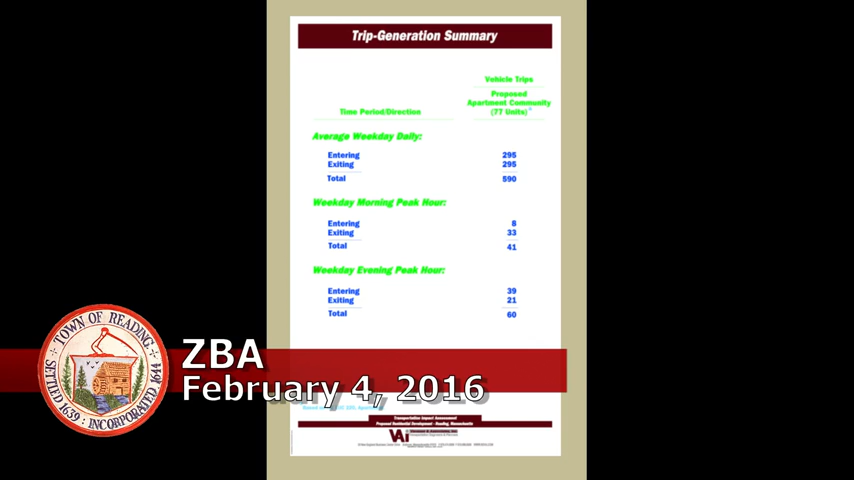 Trip-Generation Summary
Vehicle Trips
Proposed
Apartment Community
(77 Units)
Time Period/Direction
Average Weekday Daily:
Entering 295
Exiting 295
Total 590
Weekday Morning Peak Hour:
Entering 8
Exiting 33
Total 41
Weekday Evening Peak Hour:
Entering 39
Exiting 21
Total 60
TOWN OF READING
SETTLED 1639 · INCORPORATED 1644
ZBA
February 4, 2016
Transportation Impact Assessment
Proposed Residential Development - Reading, Massachusetts
VAI